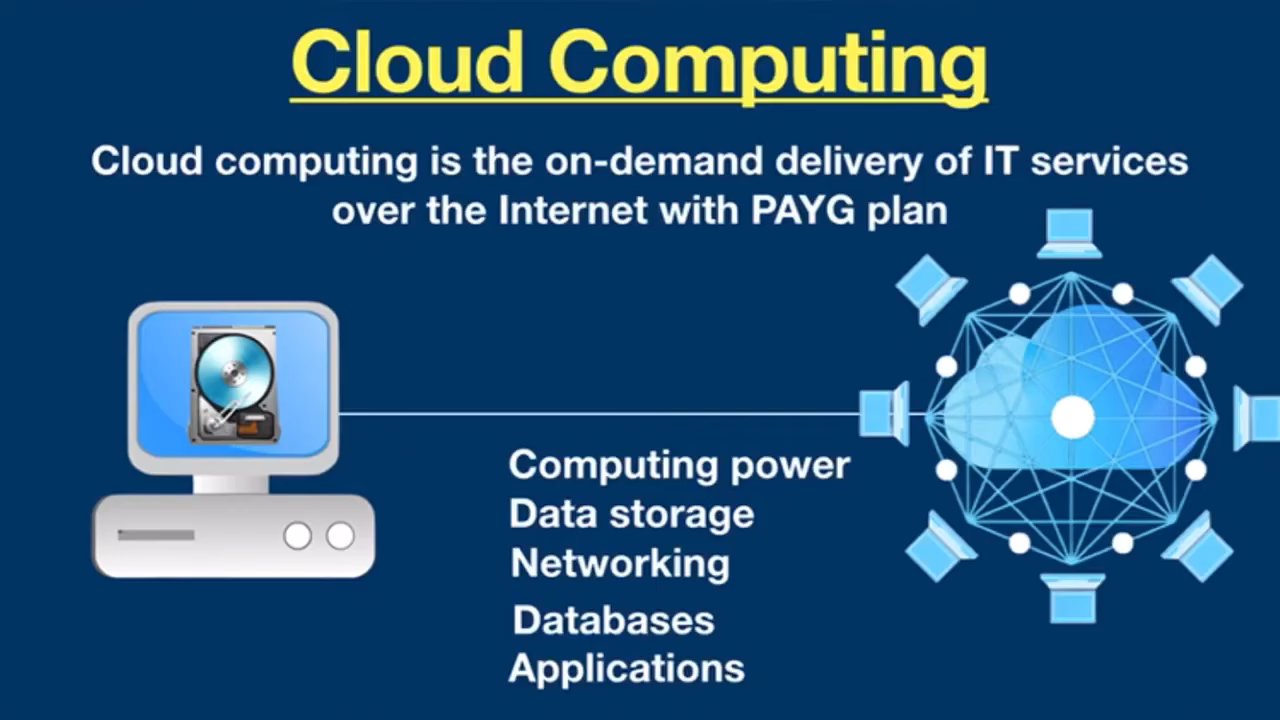 Cloud Computing
Cloud computing is the on-demand delivery of IT services
over the Internet with PAYG plan
Computing power
Data storage
Networking
Databases
Applications